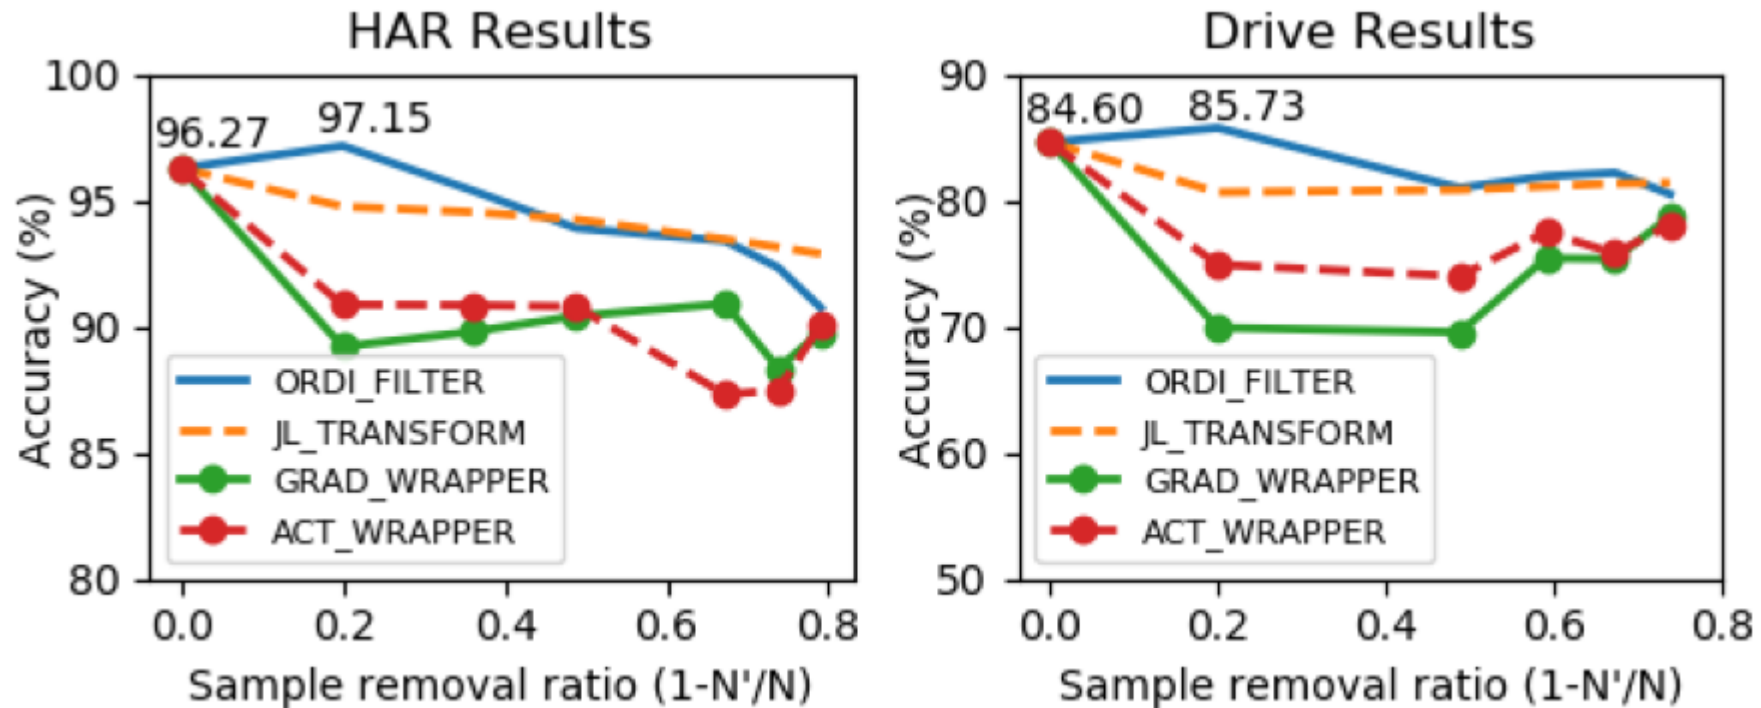 HAR Results
100
95
90
85
80
Accuracy (%)
96.27
97.15
ORDI_FILTER
JL_TRANSFORM
GRAD_WRAPPER
ACT_WRAPPER
0.0 0.2 0.4 0.6 0.8
Sample removal ratio (1-N'/N)
Drive Results
90
80
70
60
50
Accuracy (%)
84.60
85.73
ORDI_FILTER
JL_TRANSFORM
GRAD_WRAPPER
ACT_WRAPPER
0.0 0.2 0.4 0.6 0.8
Sample removal ratio (1-N'/N)